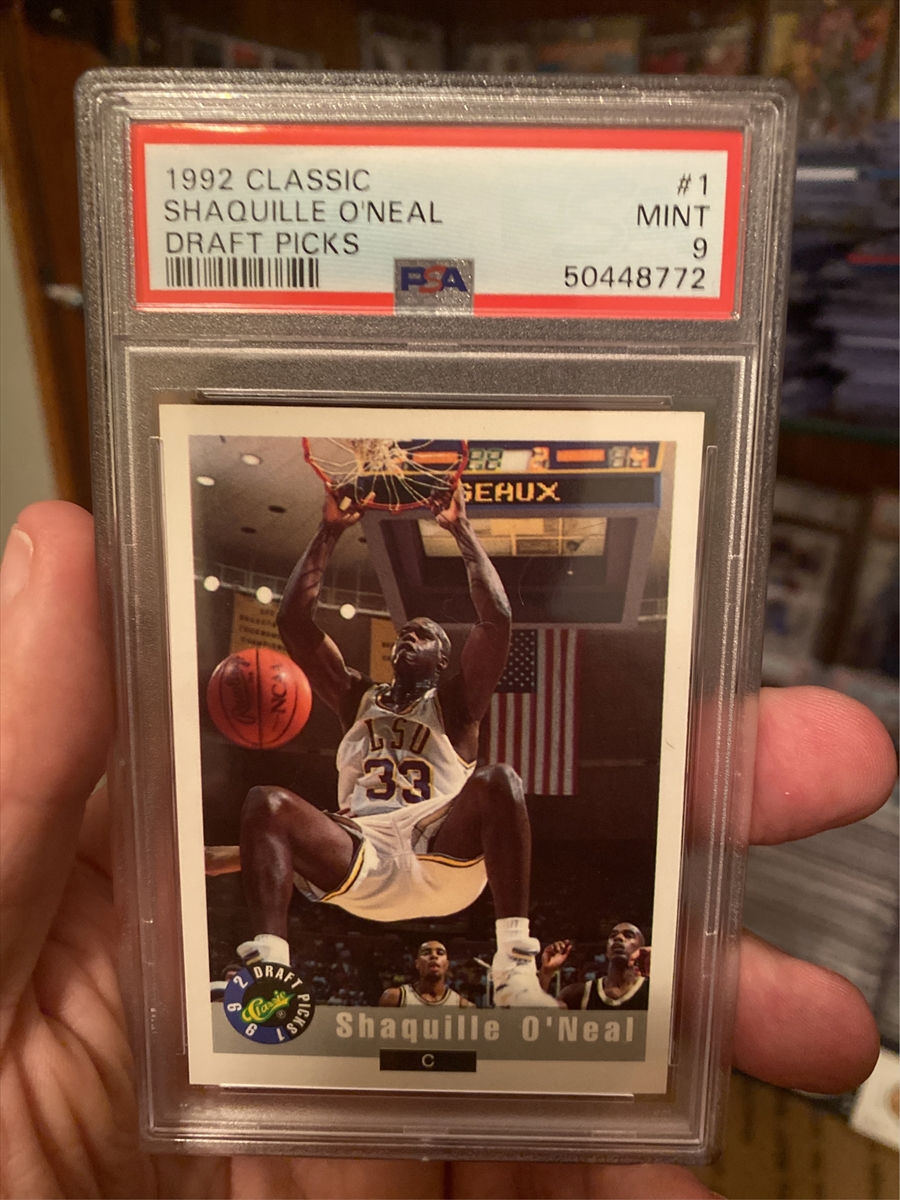 1992 CLASSIC
#1
SHAQUILLE O'NEAL
MINT
DRAFT PICKS
9
PSA
50448772
GEAUX
NCAA
LSU
33
1992 DRAFT PICKS
Classic
Shaquille O'Neal
C